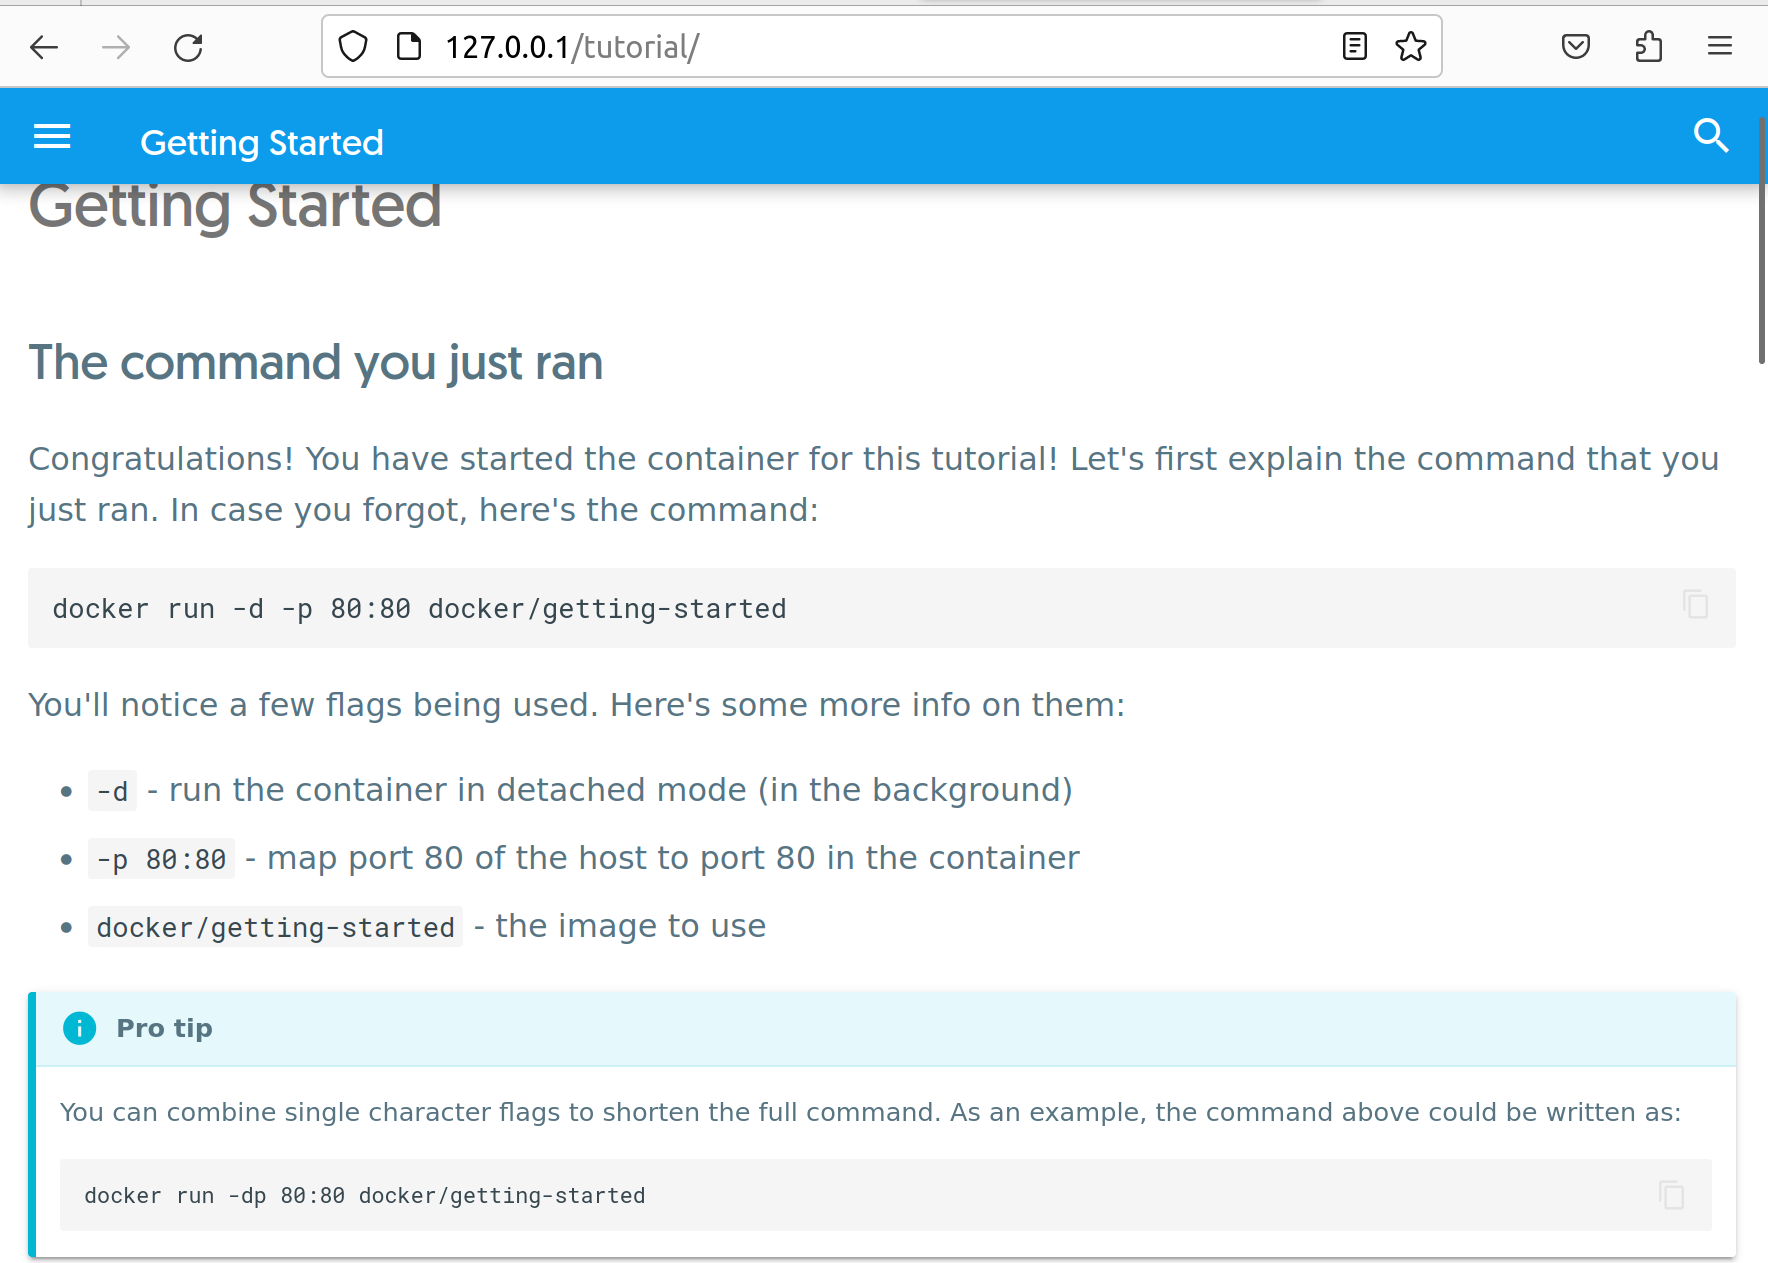 127.0.0.1/tutorial/
Getting Started
Getting Started
The command you just ran
Congratulations! You have started the container for this tutorial! Let's first explain the command that you
just ran. In case you forgot, here's the command:
docker run -d -p 80:80 docker/getting-started
You'll notice a few flags being used. Here's some more info on them:
• -d - run the container in detached mode (in the background)
• -p 80:80 - map port 80 of the host to port 80 in the container
• docker/getting-started - the image to use
Pro tip
You can combine single character flags to shorten the full command. As an example, the command above could be written as:
docker run -dp 80:80 docker/getting-started